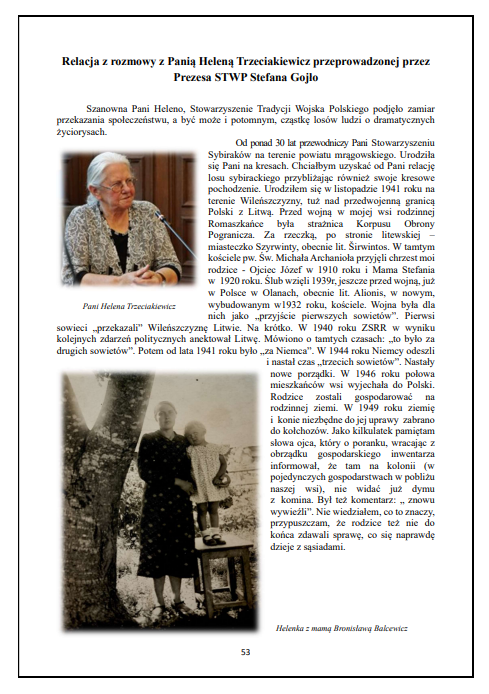 Relacja z rozmowy z Panią Heleną Trzeciakiewicz przeprowadzonej przez
Prezesa STWP Stefana Gojło
Szanowna Pani Heleno, Stowarzyszenie Tradycji Wojska Polskiego podjęło zamiar
przekazania społeczeństwu, a być może i potomnym, cząstkę losów ludzi o dramatycznych
życiorysach.
Od ponad 30 lat przewodniczy Pani Stowarzyszeniu
Sybiraków na terenie powiatu mrągowskiego. Urodziła
się Pani na kresach. Chciałbym uzyskać od Pani relację
losu sybirackiego przybliżając również swoje kresowe
pochodzenie. Urodziłem się w listopadzie 1941 roku na
terenie Wileńszczyzny, tuż nad przedwojenną granicą
Polski z Litwą. Przed wojną w mojej wsi rodzinnej
Romaszkańce była strażnica Korpusu Obrony
Pogranicza. Za rzeczką, po stronie litewskiej –
miasteczko Szyrwinty, obecnie lit. Širwintos. W tamtym
kościele pw. Św. Michała Archanioła przyjęli chrzest moi
rodzice - Ojciec Józef w 1910 roku i Mama Stefania
w 1920 roku. Ślub wzięli 1939r, jeszcze przed wojną, już
w Polsce w Olanach, obecnie lit. Alionis, w nowym,
wybudowanym w1932 roku, kościele. Wojna była dla
nich jako „przyjście pierwszych sowietów”. Pierwsi
Pani Helena Trzeciakiewicz
sowieci „przekazali” Wileńszczyznę Litwie. Na krótko. W 1940 roku ZSRR w wyniku
kolejnych zdarzeń politycznych anektował Litwę. Mówiono o tamtych czasach: „to było za
drugich sowietów”. Potem od lata 1941 roku było „za Niemca”. W 1944 roku Niemcy odeszli
i nastał czas „trzecich sowietów”. Nastały
nowe porządki. W 1946 roku połowa
mieszkańców wsi wyjechała do Polski.
Rodzice zostali gospodarować na
rodzinnej ziemi. W 1949 roku ziemię
i konie niezbędne do jej uprawy zabrano
do kołchozów. Jako kilkulatek pamiętam
słowa ojca, który o poranku, wracając z
obrządku gospodarskiego inwentarza
informował, że tam na kolonii (w
pojedynczych gospodarstwach w pobliżu
naszej wsi), nie widać już dymu
z komina. Był też komentarz: „ znowu
wywieźli”. Nie wiedziałem, co to znaczy,
przypuszczam, że rodzice też nie do
końca zdawali sprawę, co się naprawdę
dzieje z sąsiadami.
Helenka z mamą Bronisławą Balcewicz
53